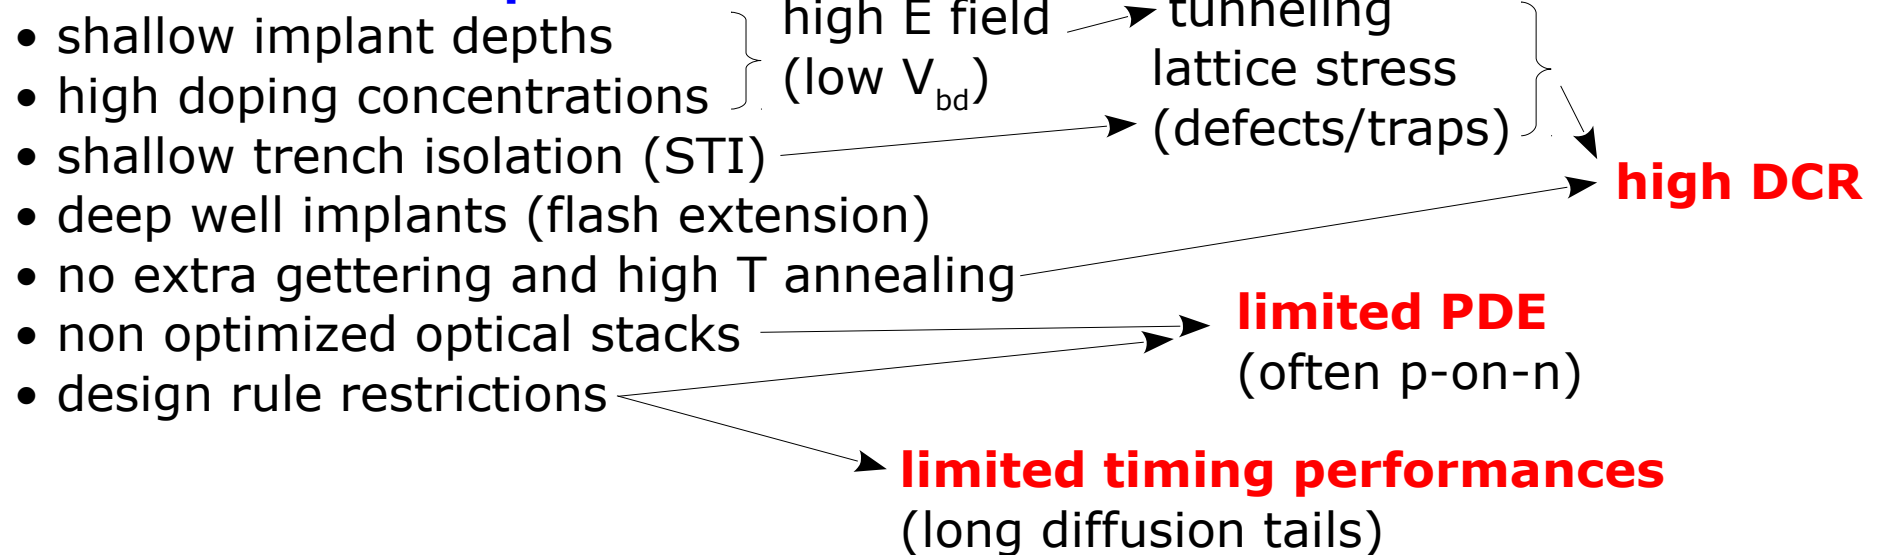 • shallow implant depths
• high doping concentrations
• shallow trench isolation (STI)
• deep well implants (flash extension)
• no extra gettering and high T annealing
• non optimized optical stacks
• design rule restrictions
high E field
(low Vbd)
tunneling
lattice stress
(defects/traps)
high DCR
limited PDE
(often p-on-n)
limited timing performances
(long diffusion tails)